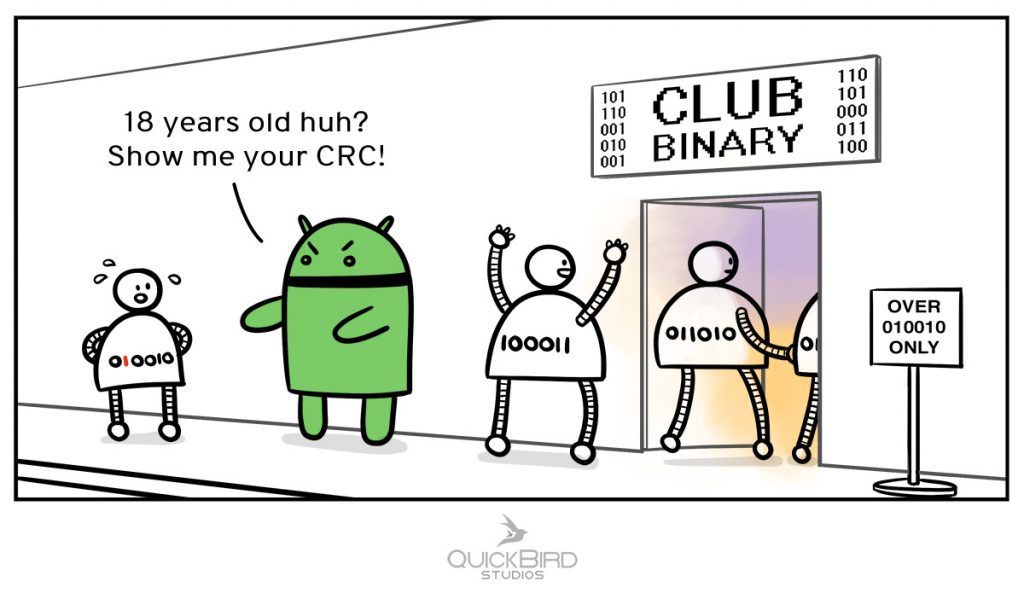 18 years old huh?
Show me your CRC!
101
110
001
010
001
CLUB
BINARY
110
101
000
011
100
010010
100011
011010
01
OVER
010010
ONLY
QUICKBIRD
STUDIOS